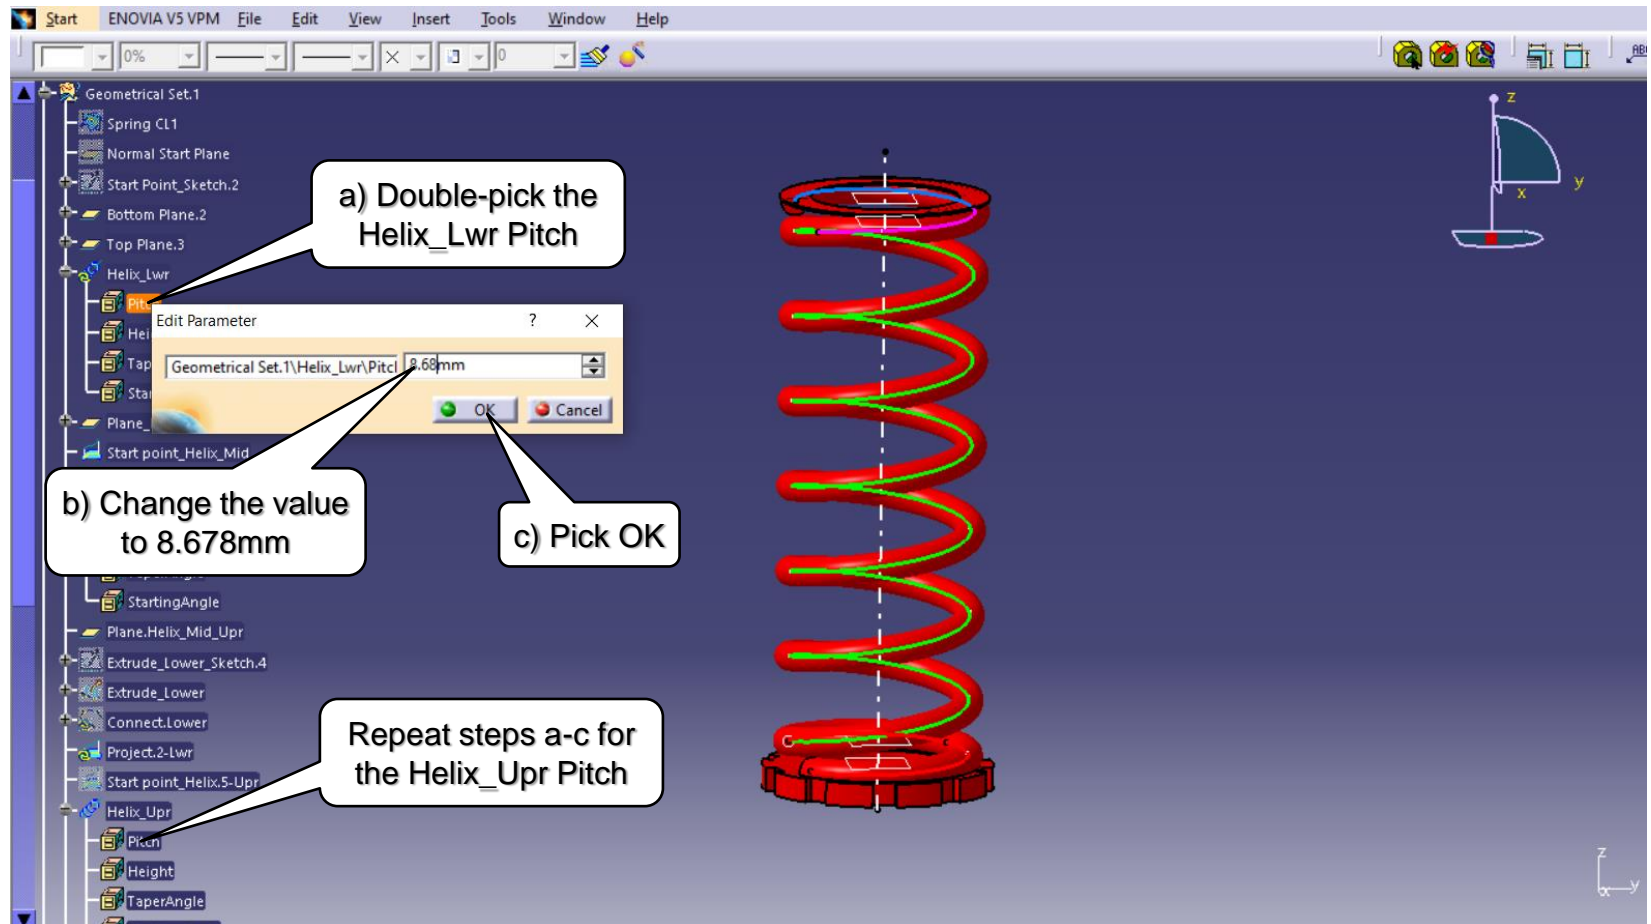 Start ENOVIA V5 VPM File Edit View Insert Tools Window Help
0% 0
Geometrical Set.1
Spring CL1
Normal Start Plane
Start Point_Sketch.2
Bottom Plane.2
Top Plane.3
Helix_Lwr
a) Double-pick the
Helix_Lwr Pitch
Edit Parameter ? X
Geometrical Set.1\Helix_Lwr\Pitch 8.68mm
OK Cancel
Start point_Helix_Mid
b) Change the value
to 8.678mm
c) Pick OK
StartingAngle
Plane.Helix_Mid_Upr
Extrude_Lower_Sketch.4
Extrude_Lower
Connect.Lower
Project.2-Lwr
Start point_Helix.5-Upr
Helix_Upr
Pitch
Height
TaperAngle
Repeat steps a-c for
the Helix_Upr Pitch
z
y
x
z
x y